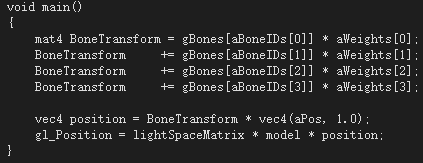 void main()
{
    mat4 BoneTransform = gBones[aBoneIDs[0]] * aWeights[0];
    BoneTransform     += gBones[aBoneIDs[1]] * aWeights[1];
    BoneTransform     += gBones[aBoneIDs[2]] * aWeights[2];
    BoneTransform     += gBones[aBoneIDs[3]] * aWeights[3];

    vec4 position = BoneTransform * vec4(aPos, 1.0);
    gl_Position = lightSpaceMatrix * model * position;
}